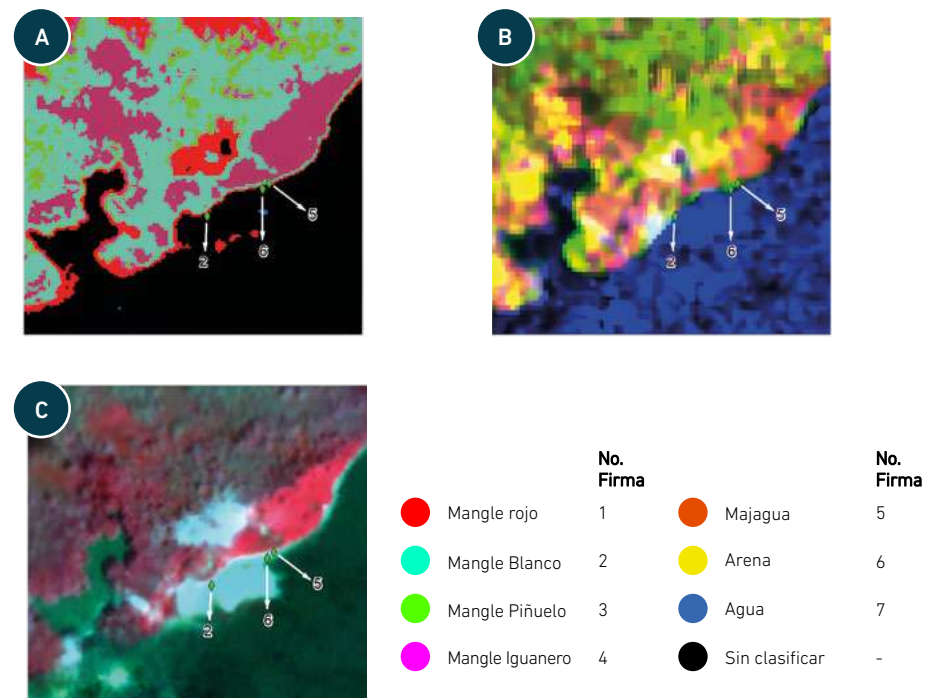 A
B
2
6
5
2
6
5
C
2
6
5
No. Firma
No. Firma
Mangle rojo 1
Majagua 5
Mangle Blanco 2
Arena 6
Mangle Piñuelo 3
Agua 7
Mangle Iguanero 4
Sin clasificar -